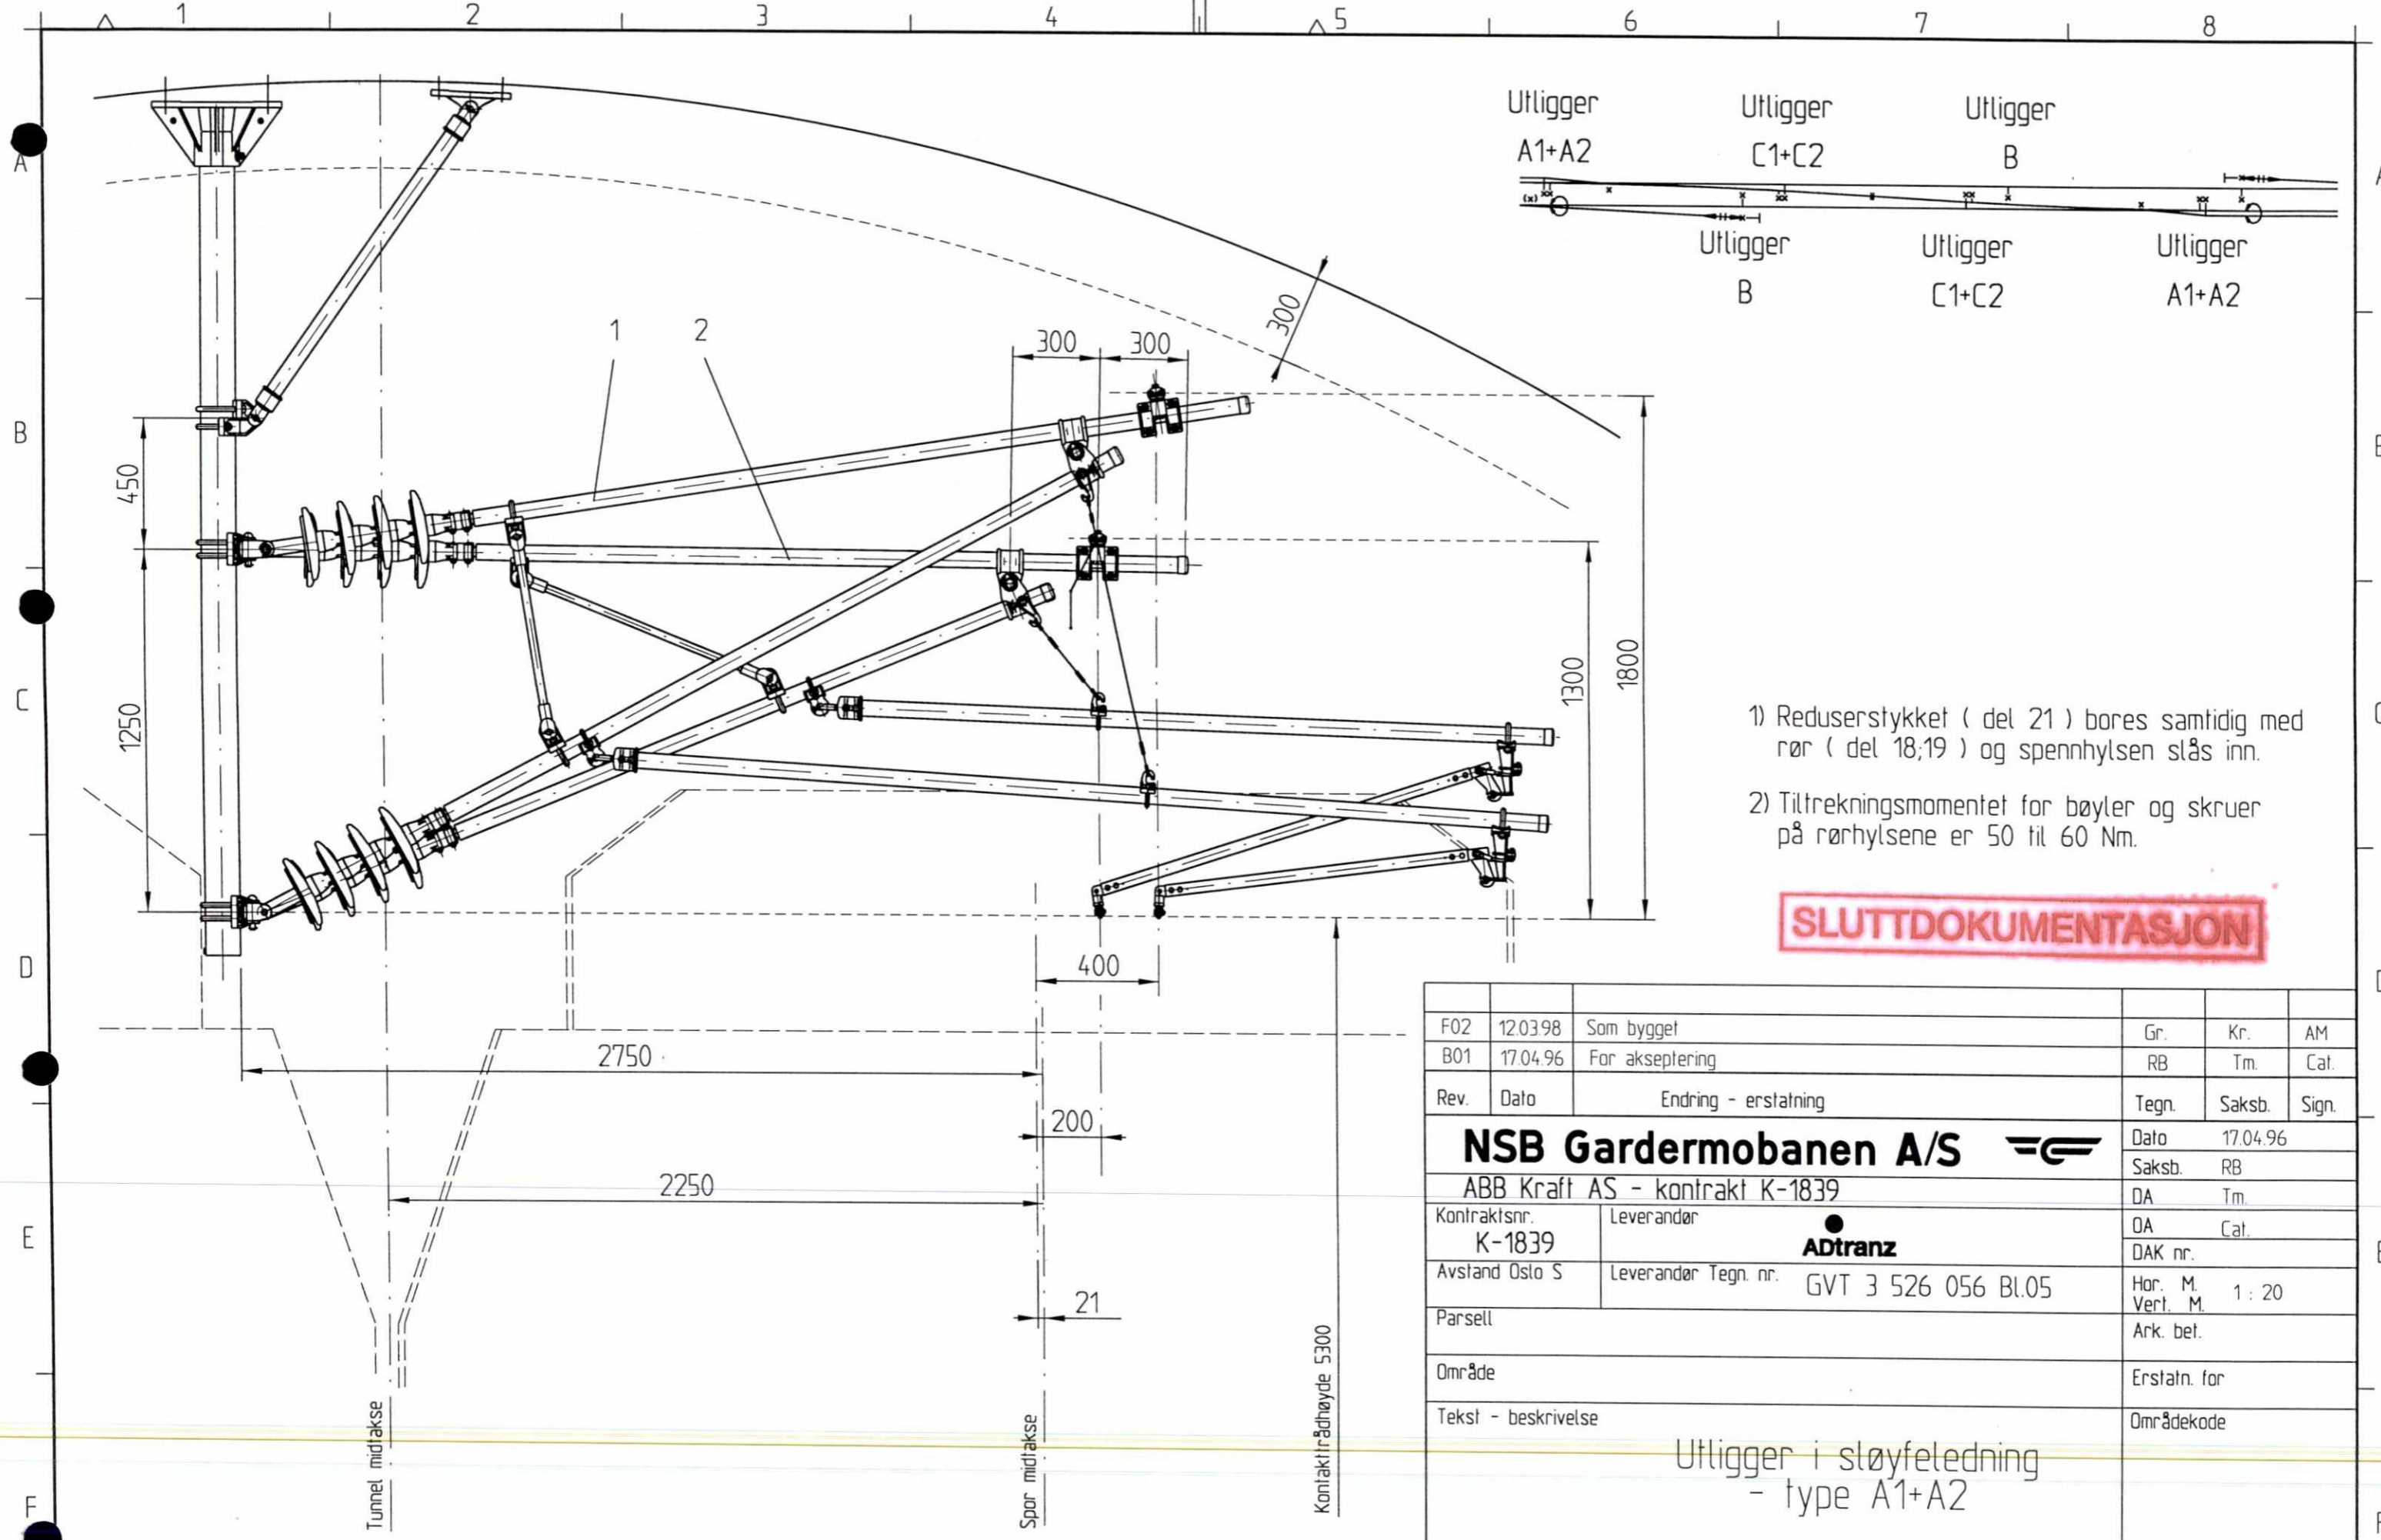 1 2 3 4 5 6 7 8
A
B
C
D
E
F
Utligger Utligger Utligger
A1+A2 C1+C2 B
(x)
Utligger Utligger Utligger
B C1+C2 A1+A2
300
1 2
300 300
450
1250
1300
1800
400
2750
200
2250
21
Tunnel midtakse
Spor midtakse
Kontakttrådhøyde 5300
1) Reduserstykket ( del 21 ) bores samtidig med
rør ( del 18;19 ) og spennhylsen slås inn.
2) Tiltrekningsmomentet for bøyler og skruer
på rørhylsene er 50 til 60 Nm.
SLUTTDOKUMENTASJON
F02 12.03.98 Som bygget Gr. Kr. AM
B01 17.04.96 For akseptering RB Tm. Cat.
Rev. Dato Endring - erstatning Tegn. Saksb. Sign.
NSB Gardermobanen A/S
Dato 17.04.96
Saksb. RB
ABB Kraft AS - kontrakt K-1839
DA Tm.
Kontraktsnr. Leverandør
K-1839 ADtranz
OA Cat.
DAK nr.
Avstand Oslo S Leverandør Tegn. nr. GVT 3 526 056 Bl.05
Hor. M.
Vert. M. 1 : 20
Parsell
Ark. bet.
Område
Erstatn. for
Tekst - beskrivelse
Områdekode
Utligger i sløyfeledning
- type A1+A2